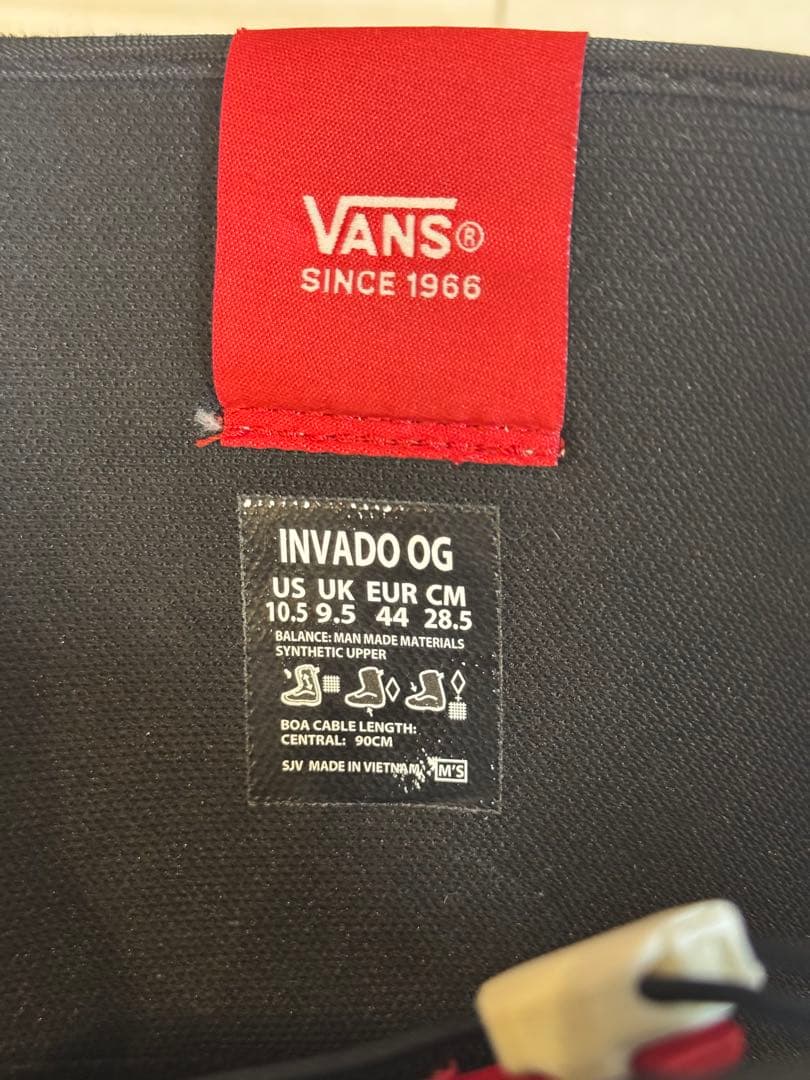 VANS®
SINCE 1966
INVADO OG
US UK EUR CM
10.5 9.5 44 28.5
BALANCE: MAN MADE MATERIALS
SYNTHETIC UPPER
BOA CABLE LENGTH:
CENTRAL: 90CM
SJV MADE IN VIETNAM M'S